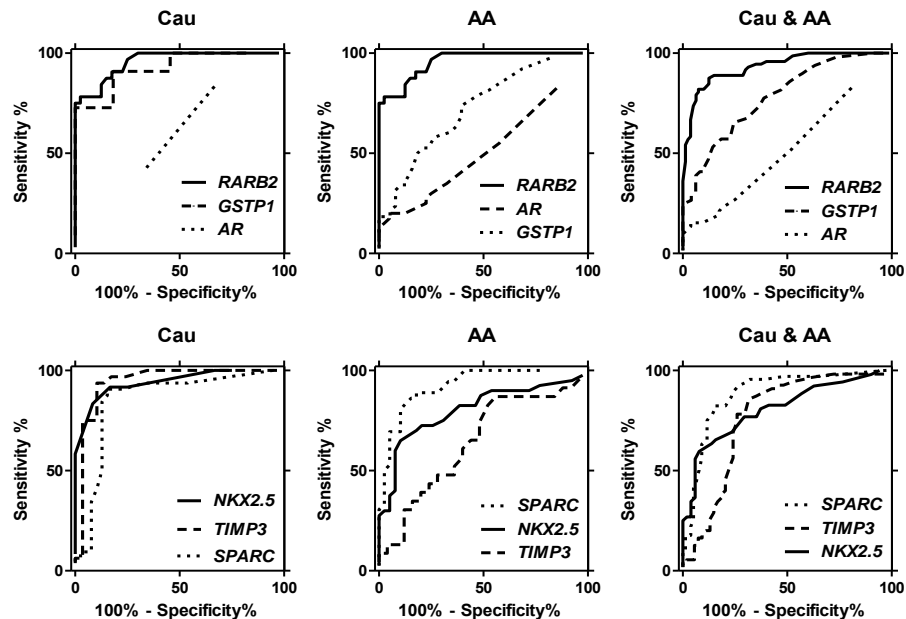 Cau
AA
Cau & AA
Sensitivity %
100
50
0
RARB2
GSTP1
AR
0 50 100
100% - Specificity%
Sensitivity %
100
50
0
RARB2
AR
GSTP1
0 50 100
100% - Specificity%
Sensitivity %
100
50
0
RARB2
GSTP1
AR
0 50 100
100% - Specificity%
Cau
AA
Cau & AA
Sensitivity %
100
50
0
NKX2.5
TIMP3
SPARC
0 50 100
100% - Specificity%
Sensitivity %
100
50
0
SPARC
NKX2.5
TIMP3
0 50 100
100% - Specificity%
Sensitivity %
100
50
0
SPARC
TIMP3
NKX2.5
0 50 100
100% - Specificity%